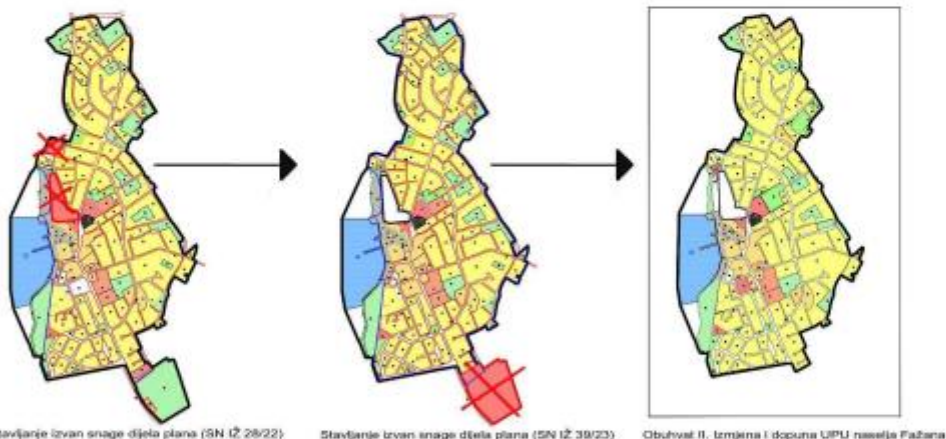 Stavljanje izvan snage dijela plana (SN IŽ 28/22)
Stavljanje izvan snage dijela plana (SN IŽ 39/23)
Obuhvat II. Izmjena i dopuna UPU naselja Fažana